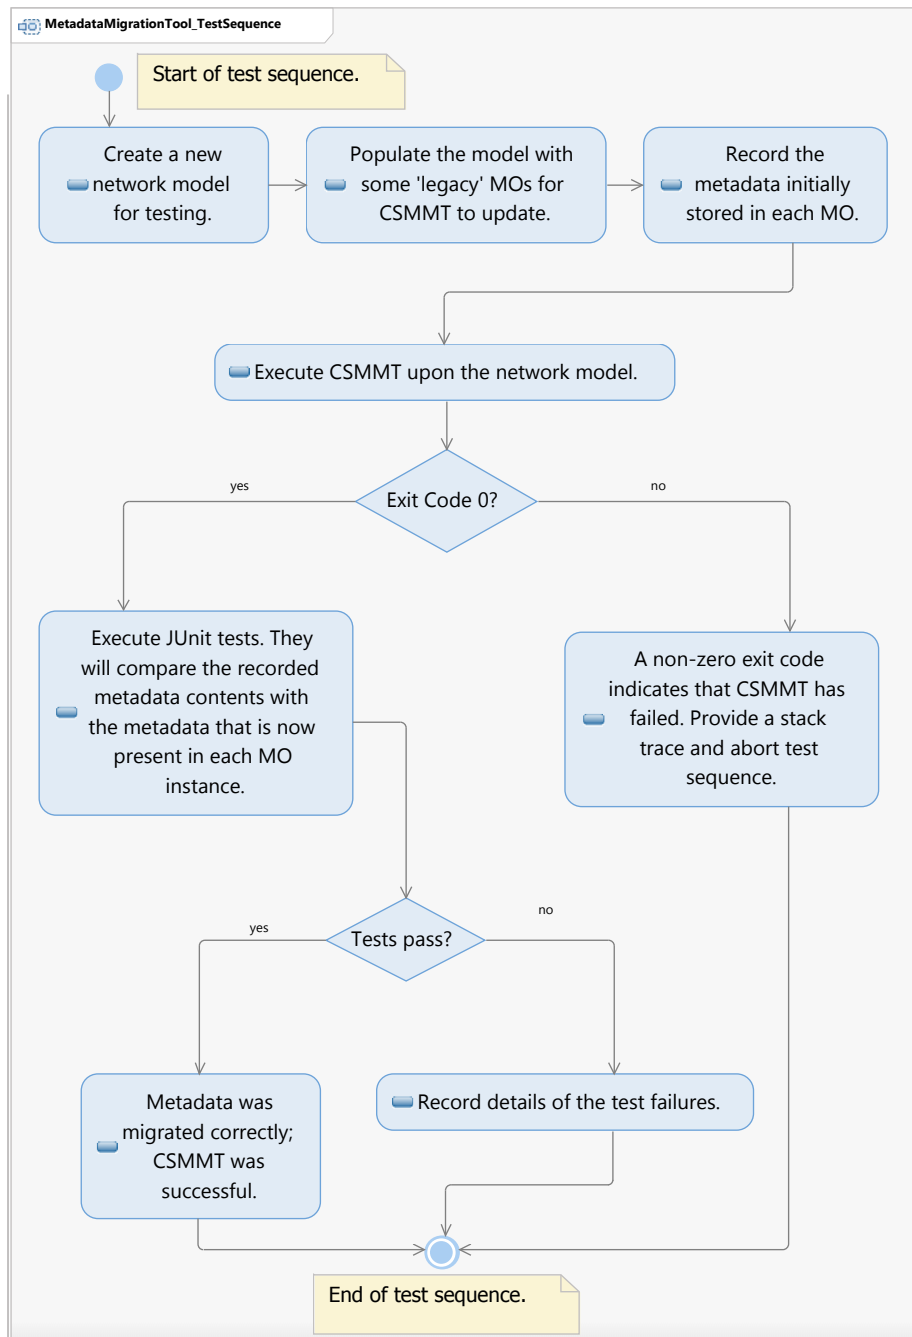 MetadataMigrationTool_TestSequence
Start of test sequence.
Create a new
network model
for testing.
Populate the model with
some 'legacy' MOs for
CSMMT to update.
Record the
metadata initially
stored in each MO.
Execute CSMMT upon the network model.
Exit Code 0?
yes
no
Execute JUnit tests. They
will compare the recorded
metadata contents with
the metadata that is now
present in each MO
instance.
A non-zero exit code
indicates that CSMMT has
failed. Provide a stack
trace and abort test
sequence.
Tests pass?
yes
no
Metadata was
migrated correctly;
CSMMT was
successful.
Record details of the test failures.
End of test sequence.